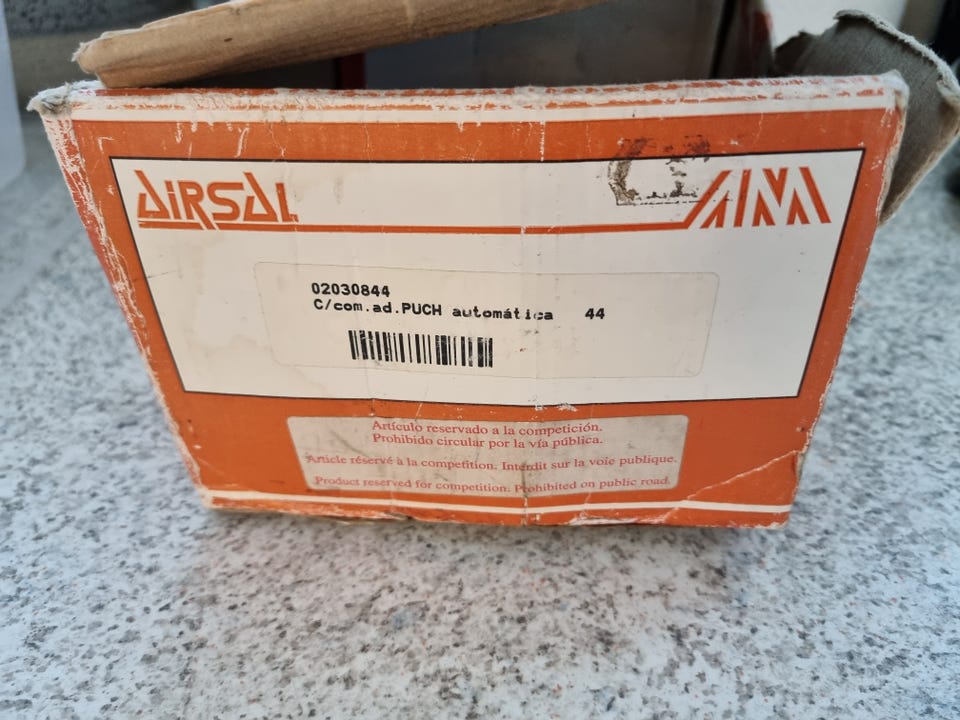 AIRSAL
02030844
C/com.ad.PUCH automática 44
Artículo reservado a la competición.
Prohibido circular por la vía pública.
Article réservé à la competition. Interdit sur la voie publique.
Product reserved for competition. Prohibited on public road.